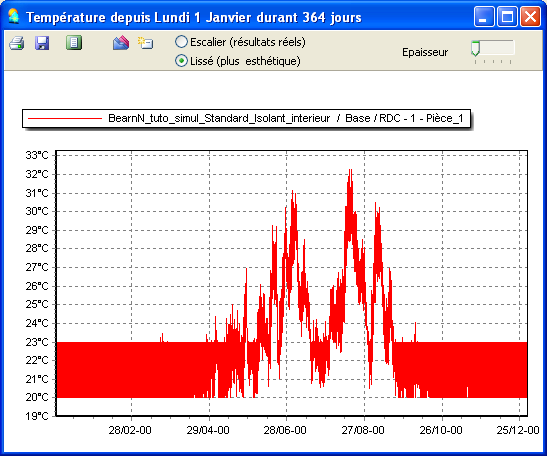 Température depuis Lundi 1 Janvier durant 364 jours
Escalier (résultats réels)
Lissé (plus esthétique)
Epaisseur
BearnN_tuto_simul_Standard_Isolant_interieur / Base / RDC - 1 - Pièce_1
33°C
32°C
31°C
30°C
29°C
28°C
27°C
26°C
25°C
24°C
23°C
22°C
21°C
20°C
19°C
28/02-00 29/04-00 28/06-00 27/08-00 26/10-00 25/12-00